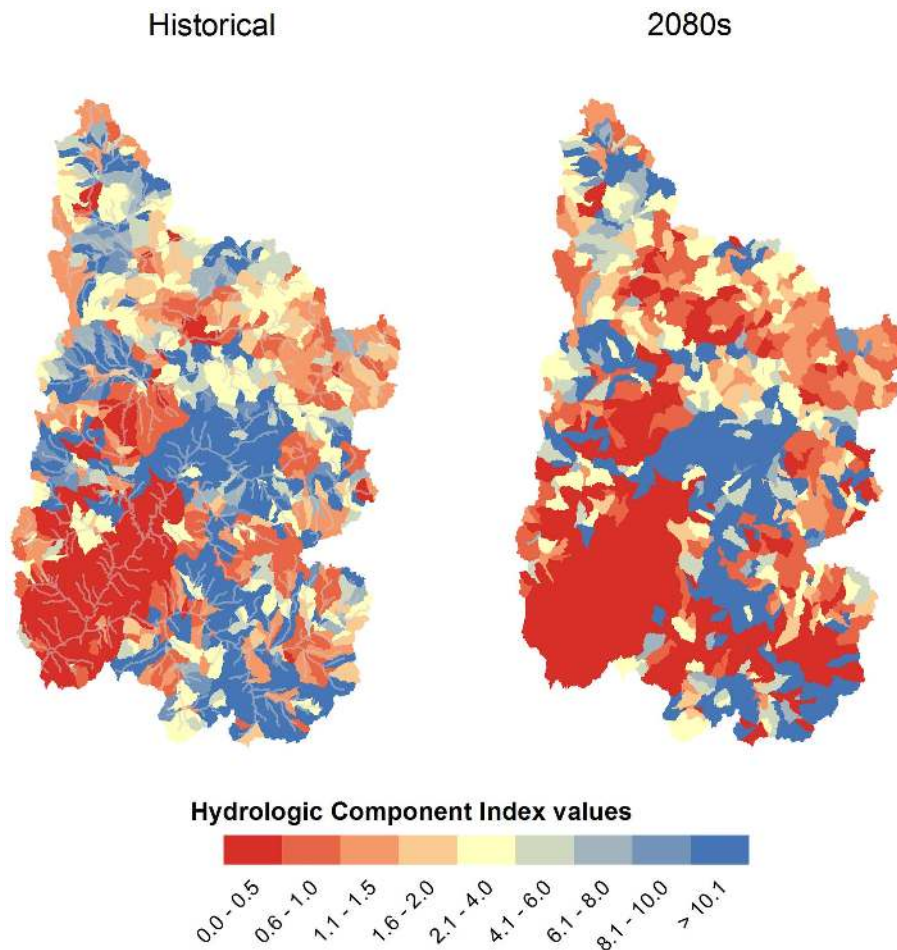 Historical
2080s
Hydrologic Component Index values
0.0 - 0.5
0.6 - 1.0
1.1 - 1.5
1.6 - 2.0
2.1 - 4.0
4.1 - 6.0
6.1 - 8.0
8.1 - 10.0
> 10.1